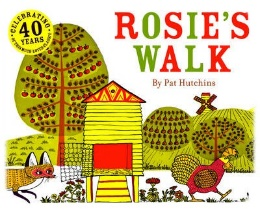 CELEBRATING
40
YEARS
ROSIE'S
WALK
By Pat Hutchins